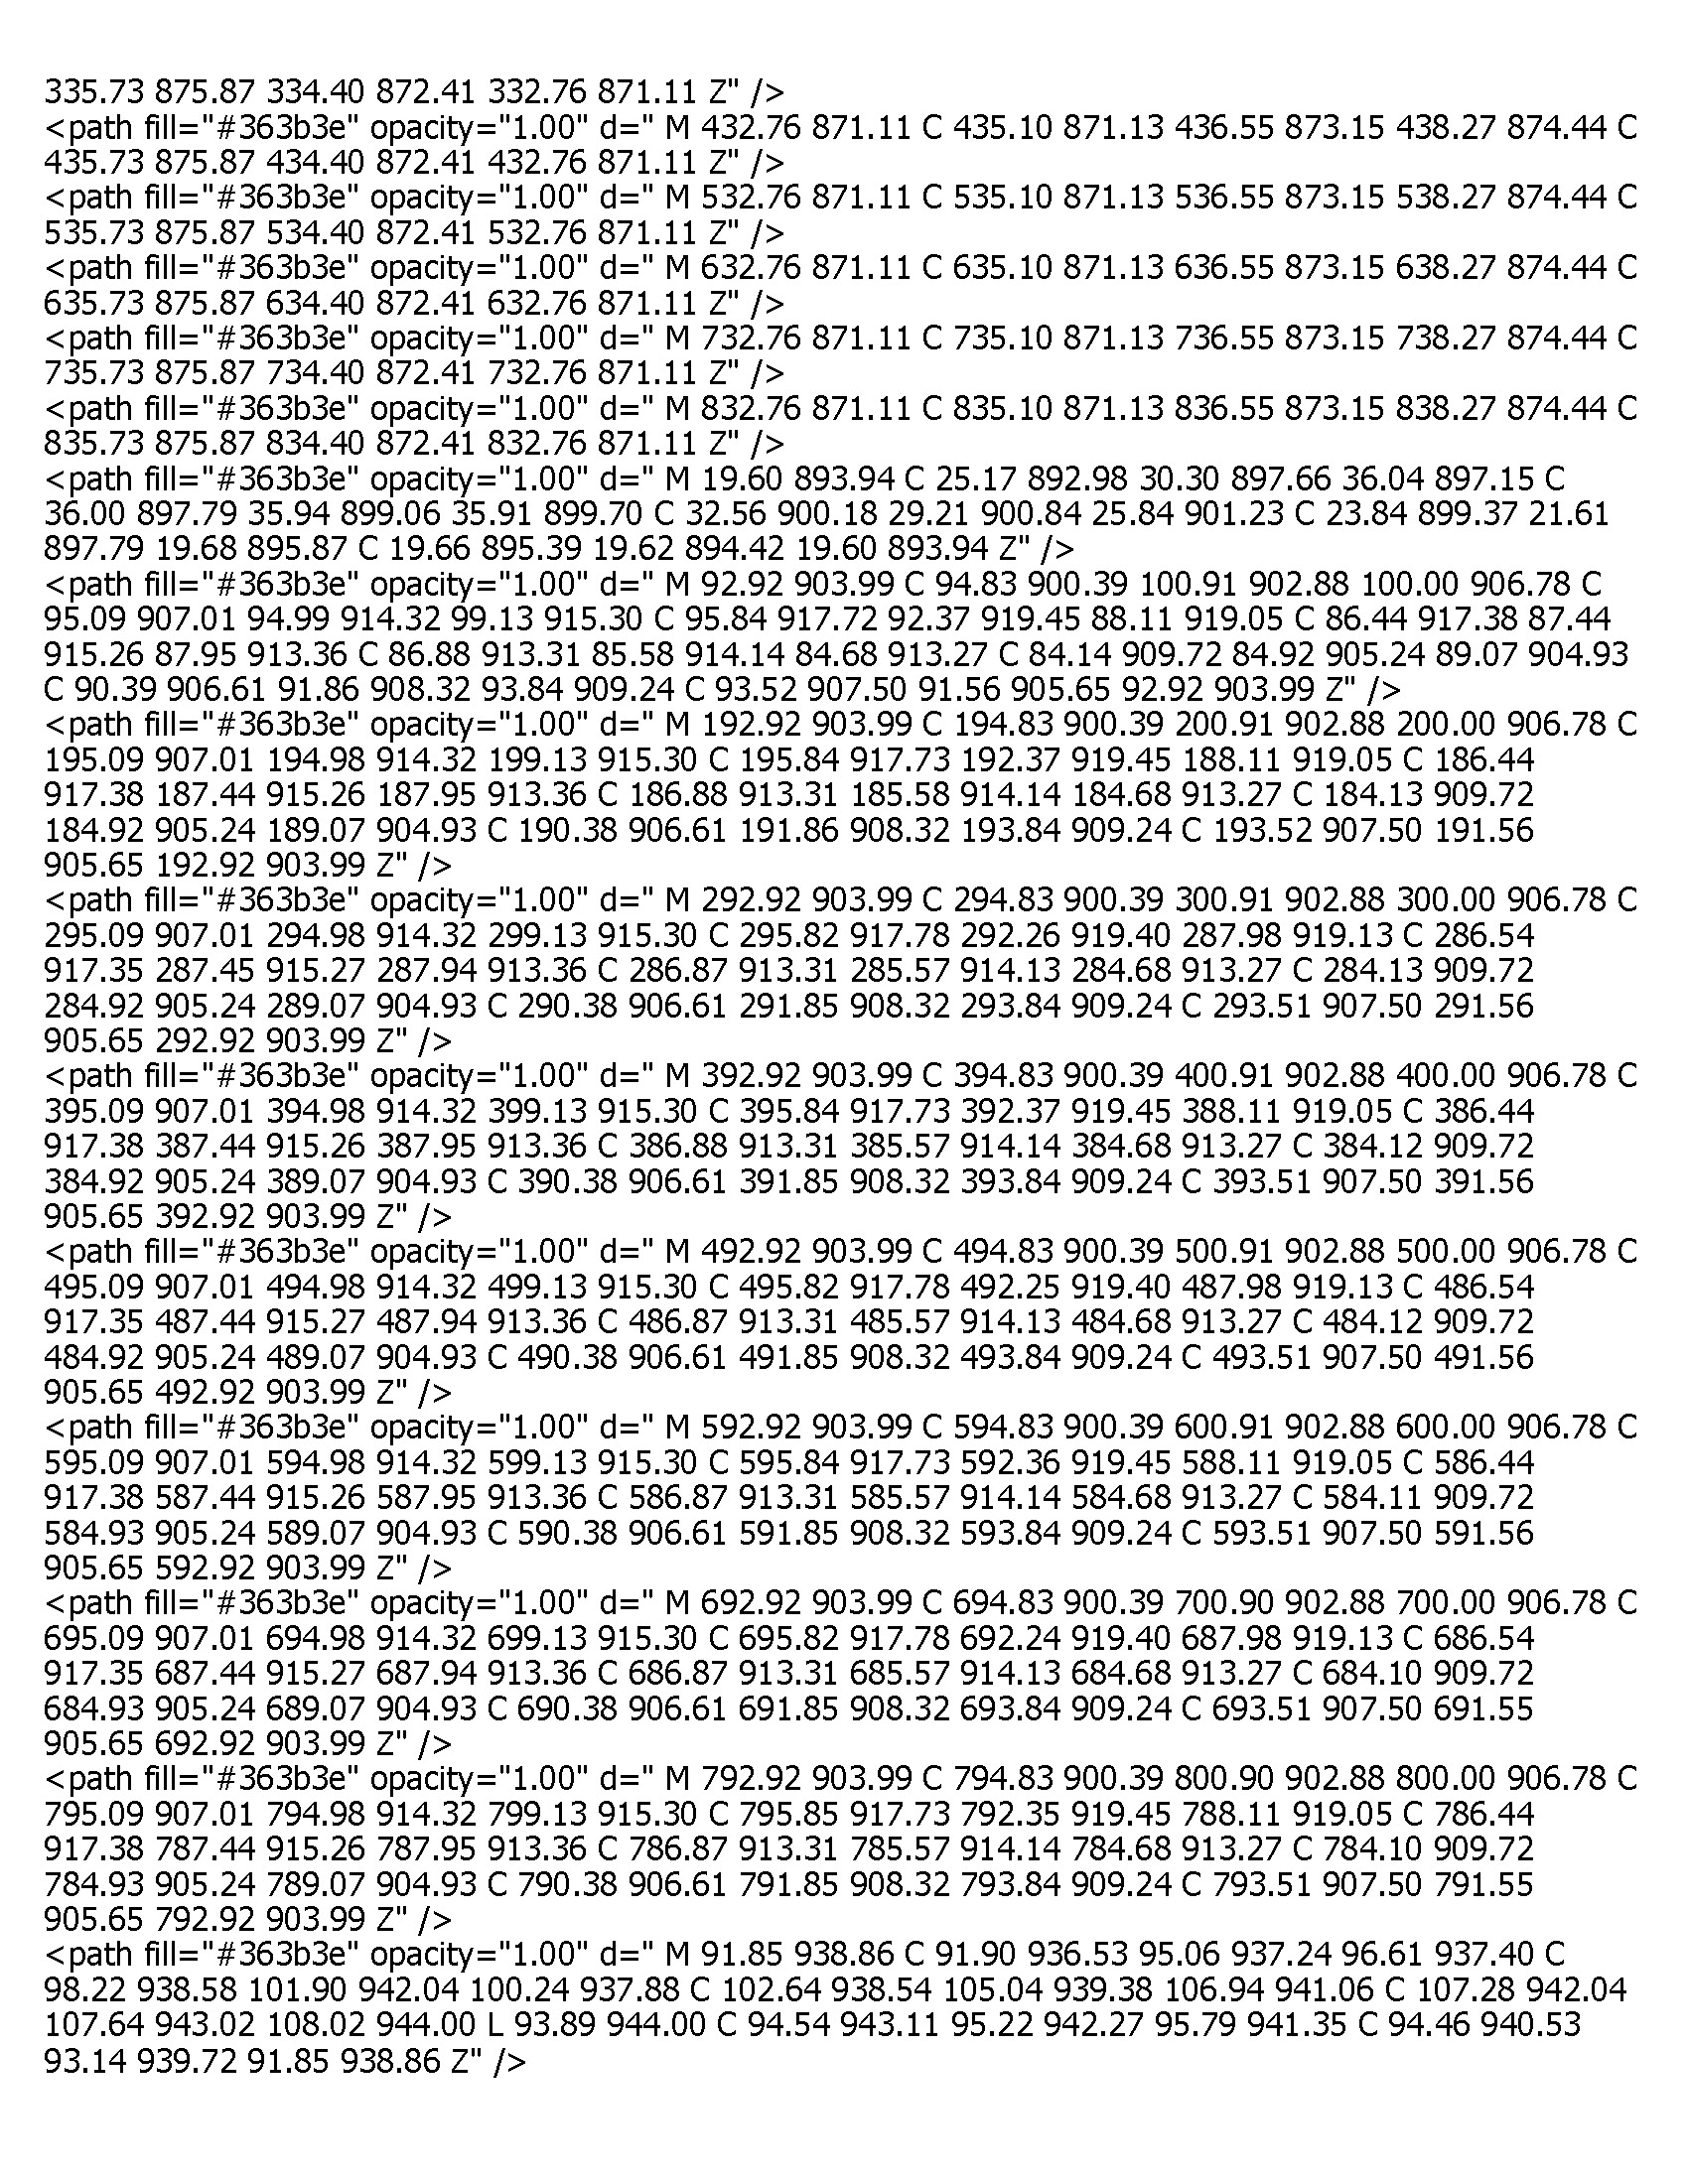 335.73 875.87 334.40 872.41 332.76 871.11 Z" />
<path fill="#363b3e" opacity="1.00" d=" M 432.76 871.11 C 435.10 871.13 436.55 873.15 438.27 874.44 C
435.73 875.87 434.40 872.41 432.76 871.11 Z" />
<path fill="#363b3e" opacity="1.00" d=" M 532.76 871.11 C 535.10 871.13 536.55 873.15 538.27 874.44 C
535.73 875.87 534.40 872.41 532.76 871.11 Z" />
<path fill="#363b3e" opacity="1.00" d=" M 632.76 871.11 C 635.10 871.13 636.55 873.15 638.27 874.44 C
635.73 875.87 634.40 872.41 632.76 871.11 Z" />
<path fill="#363b3e" opacity="1.00" d=" M 732.76 871.11 C 735.10 871.13 736.55 873.15 738.27 874.44 C
735.73 875.87 734.40 872.41 732.76 871.11 Z" />
<path fill="#363b3e" opacity="1.00" d=" M 832.76 871.11 C 835.10 871.13 836.55 873.15 838.27 874.44 C
835.73 875.87 834.40 872.41 832.76 871.11 Z" />
<path fill="#363b3e" opacity="1.00" d=" M 19.60 893.94 C 25.17 892.98 30.30 897.66 36.04 897.15 C
36.00 897.79 35.94 899.06 35.91 899.70 C 32.56 900.18 29.21 900.84 25.84 901.23 C 23.84 899.37 21.61
897.79 19.68 895.87 C 19.66 895.39 19.62 894.42 19.60 893.94 Z" />
<path fill="#363b3e" opacity="1.00" d=" M 92.92 903.99 C 94.83 900.39 100.91 902.88 100.00 906.78 C
95.09 907.01 94.99 914.32 99.13 915.30 C 95.84 917.72 92.37 919.45 88.11 919.05 C 86.44 917.38 87.44
915.26 87.95 913.36 C 86.88 913.31 85.58 914.14 84.68 913.27 C 84.14 909.72 84.92 905.24 89.07 904.93
C 90.39 906.61 91.86 908.32 93.84 909.24 C 93.52 907.50 91.56 905.65 92.92 903.99 Z" />
<path fill="#363b3e" opacity="1.00" d=" M 192.92 903.99 C 194.83 900.39 200.91 902.88 200.00 906.78 C
195.09 907.01 194.98 914.32 199.13 915.30 C 195.84 917.73 192.37 919.45 188.11 919.05 C 186.44
917.38 187.44 915.26 187.95 913.36 C 186.88 913.31 185.58 914.14 184.68 913.27 C 184.13 909.72
184.92 905.24 189.07 904.93 C 190.38 906.61 191.86 908.32 193.84 909.24 C 193.52 907.50 191.56
905.65 192.92 903.99 Z" />
<path fill="#363b3e" opacity="1.00" d=" M 292.92 903.99 C 294.83 900.39 300.91 902.88 300.00 906.78 C
295.09 907.01 294.98 914.32 299.13 915.30 C 295.82 917.78 292.26 919.40 287.98 919.13 C 286.54
917.35 287.45 915.27 287.94 913.36 C 286.87 913.31 285.57 914.13 284.68 913.27 C 284.13 909.72
284.92 905.24 289.07 904.93 C 290.38 906.61 291.85 908.32 293.84 909.24 C 293.51 907.50 291.56
905.65 292.92 903.99 Z" />
<path fill="#363b3e" opacity="1.00" d=" M 392.92 903.99 C 394.83 900.39 400.91 902.88 400.00 906.78 C
395.09 907.01 394.98 914.32 399.13 915.30 C 395.84 917.73 392.37 919.45 388.11 919.05 C 386.44
917.38 387.44 915.26 387.95 913.36 C 386.88 913.31 385.57 914.14 384.68 913.27 C 384.12 909.72
384.92 905.24 389.07 904.93 C 390.38 906.61 391.85 908.32 393.84 909.24 C 393.51 907.50 391.56
905.65 392.92 903.99 Z" />
<path fill="#363b3e" opacity="1.00" d=" M 492.92 903.99 C 494.83 900.39 500.91 902.88 500.00 906.78 C
495.09 907.01 494.98 914.32 499.13 915.30 C 495.82 917.78 492.25 919.40 487.98 919.13 C 486.54
917.35 487.44 915.27 487.94 913.36 C 486.87 913.31 485.57 914.13 484.68 913.27 C 484.12 909.72
484.92 905.24 489.07 904.93 C 490.38 906.61 491.85 908.32 493.84 909.24 C 493.51 907.50 491.56
905.65 492.92 903.99 Z" />
<path fill="#363b3e" opacity="1.00" d=" M 592.92 903.99 C 594.83 900.39 600.91 902.88 600.00 906.78 C
595.09 907.01 594.98 914.32 599.13 915.30 C 595.84 917.73 592.36 919.45 588.11 919.05 C 586.44
917.38 587.44 915.26 587.95 913.36 C 586.87 913.31 585.57 914.14 584.68 913.27 C 584.11 909.72
584.93 905.24 589.07 904.93 C 590.38 906.61 591.85 908.32 593.84 909.24 C 593.51 907.50 591.56
905.65 592.92 903.99 Z" />
<path fill="#363b3e" opacity="1.00" d=" M 692.92 903.99 C 694.83 900.39 700.90 902.88 700.00 906.78 C
695.09 907.01 694.98 914.32 699.13 915.30 C 695.82 917.78 692.24 919.40 687.98 919.13 C 686.54
917.35 687.44 915.27 687.94 913.36 C 686.87 913.31 685.57 914.13 684.68 913.27 C 684.10 909.72
684.93 905.24 689.07 904.93 C 690.38 906.61 691.85 908.32 693.84 909.24 C 693.51 907.50 691.55
905.65 692.92 903.99 Z" />
<path fill="#363b3e" opacity="1.00" d=" M 792.92 903.99 C 794.83 900.39 800.90 902.88 800.00 906.78 C
795.09 907.01 794.98 914.32 799.13 915.30 C 795.85 917.73 792.35 919.45 788.11 919.05 C 786.44
917.38 787.44 915.26 787.95 913.36 C 786.87 913.31 785.57 914.14 784.68 913.27 C 784.10 909.72
784.93 905.24 789.07 904.93 C 790.38 906.61 791.85 908.32 793.84 909.24 C 793.51 907.50 791.55
905.65 792.92 903.99 Z" />
<path fill="#363b3e" opacity="1.00" d=" M 91.85 938.86 C 91.90 936.53 95.06 937.24 96.61 937.40 C
98.22 938.58 101.90 942.04 100.24 937.88 C 102.64 938.54 105.04 939.38 106.94 941.06 C 107.28 942.04
107.64 943.02 108.02 944.00 L 93.89 944.00 C 94.54 943.11 95.22 942.27 95.79 941.35 C 94.46 940.53
93.14 939.72 91.85 938.86 Z" />